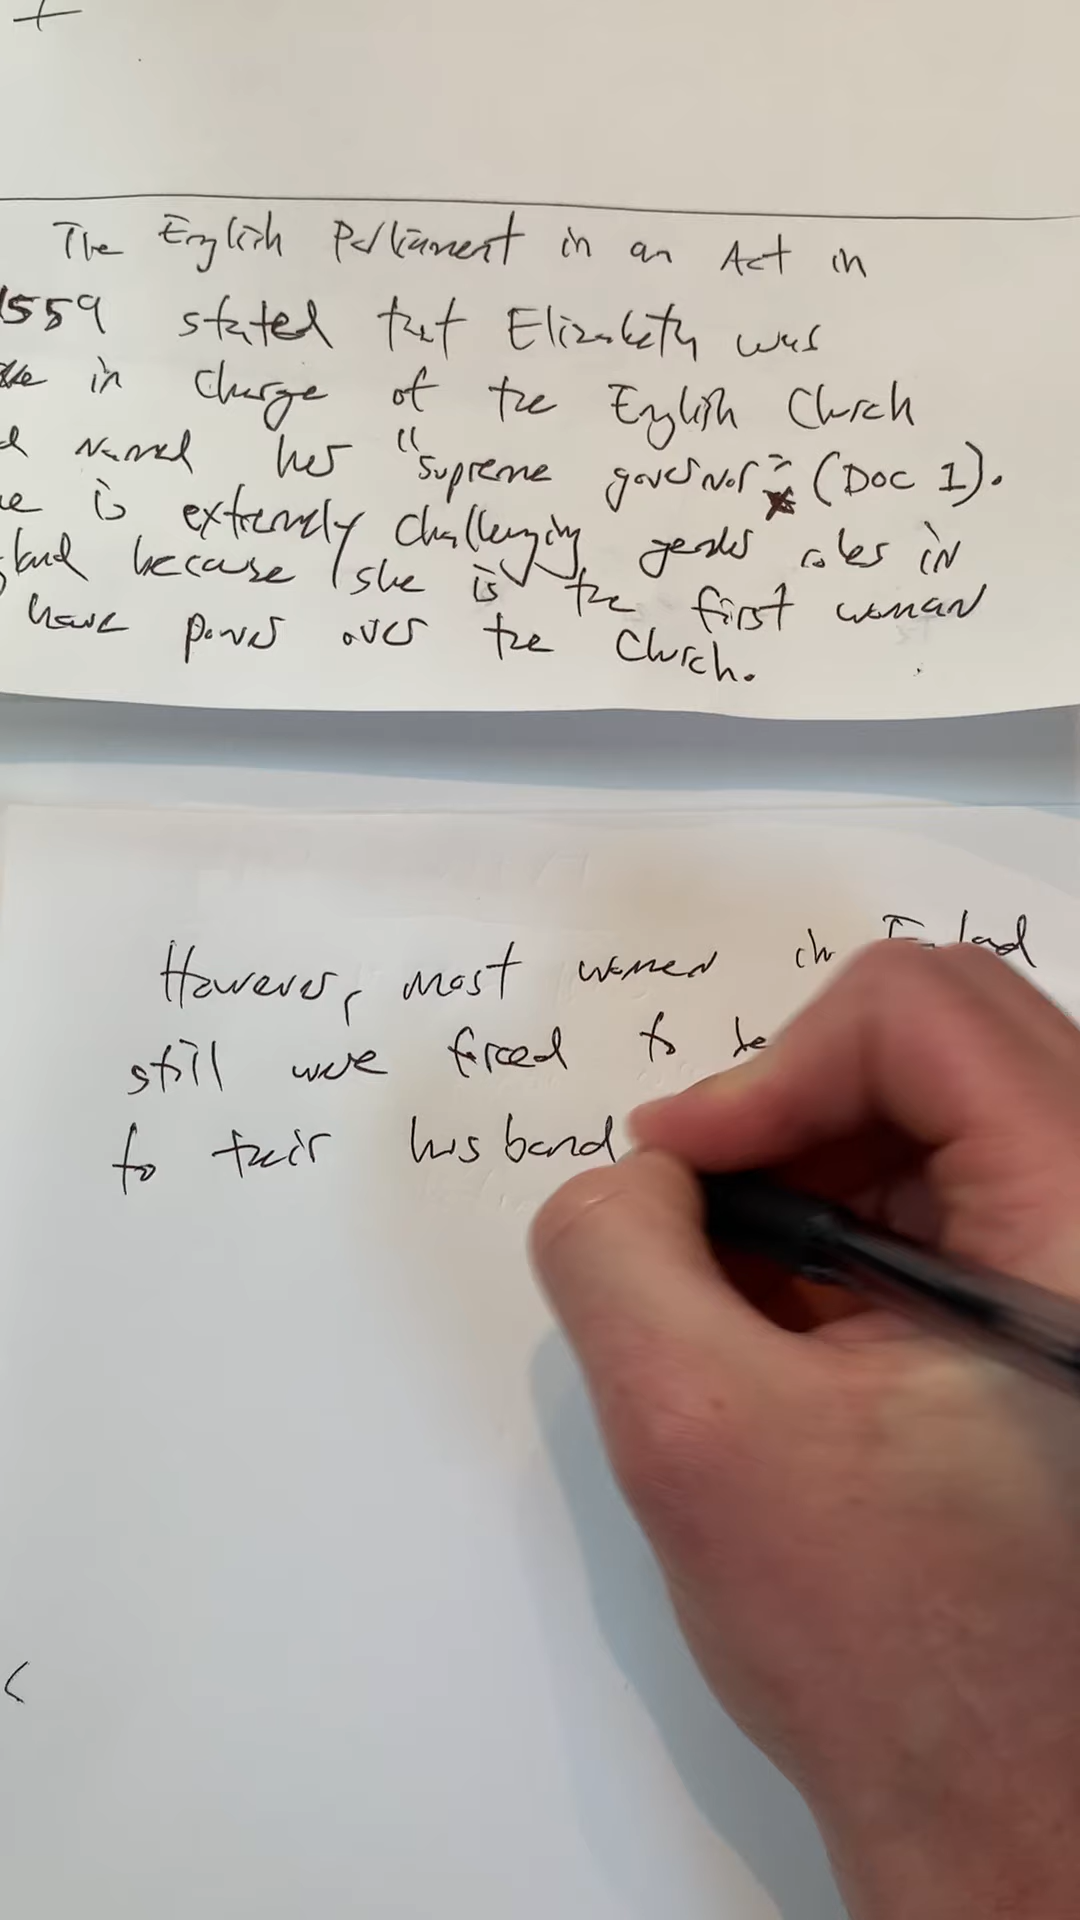 The English Parliament in an Act in
1559 stated that Elizabeth was
in charge of the English Church
named her "supreme governor" (Doc 1).
is extremely challenging gender roles in
because she is the first woman
have power over the Church.
However, most women in England
still were forced to be
to their husband